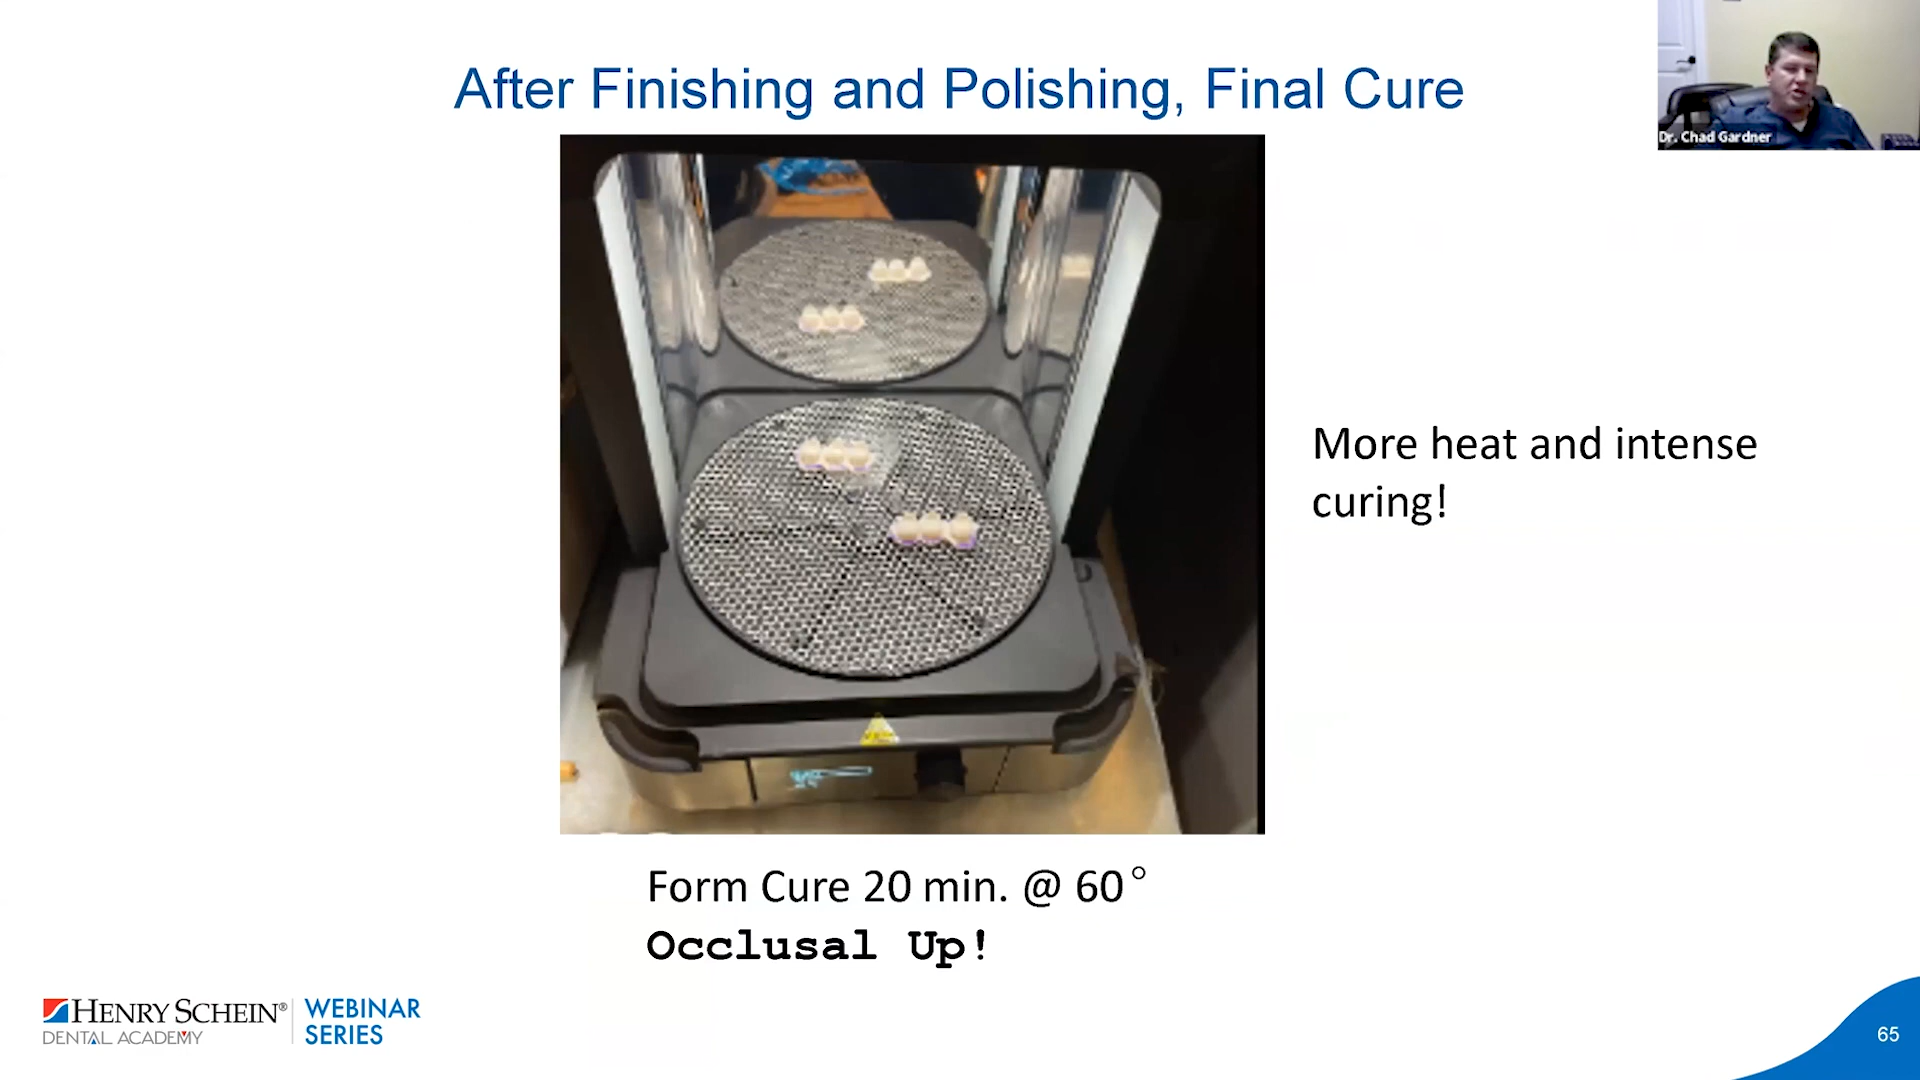 After Finishing and Polishing, Final Cure
Dr. Chad Gardner
More heat and intense
curing!
Form Cure 20 min. @ 60°
Occlusal Up!
HENRY SCHEIN®
DENTAL ACADEMY
WEBINAR
SERIES
65